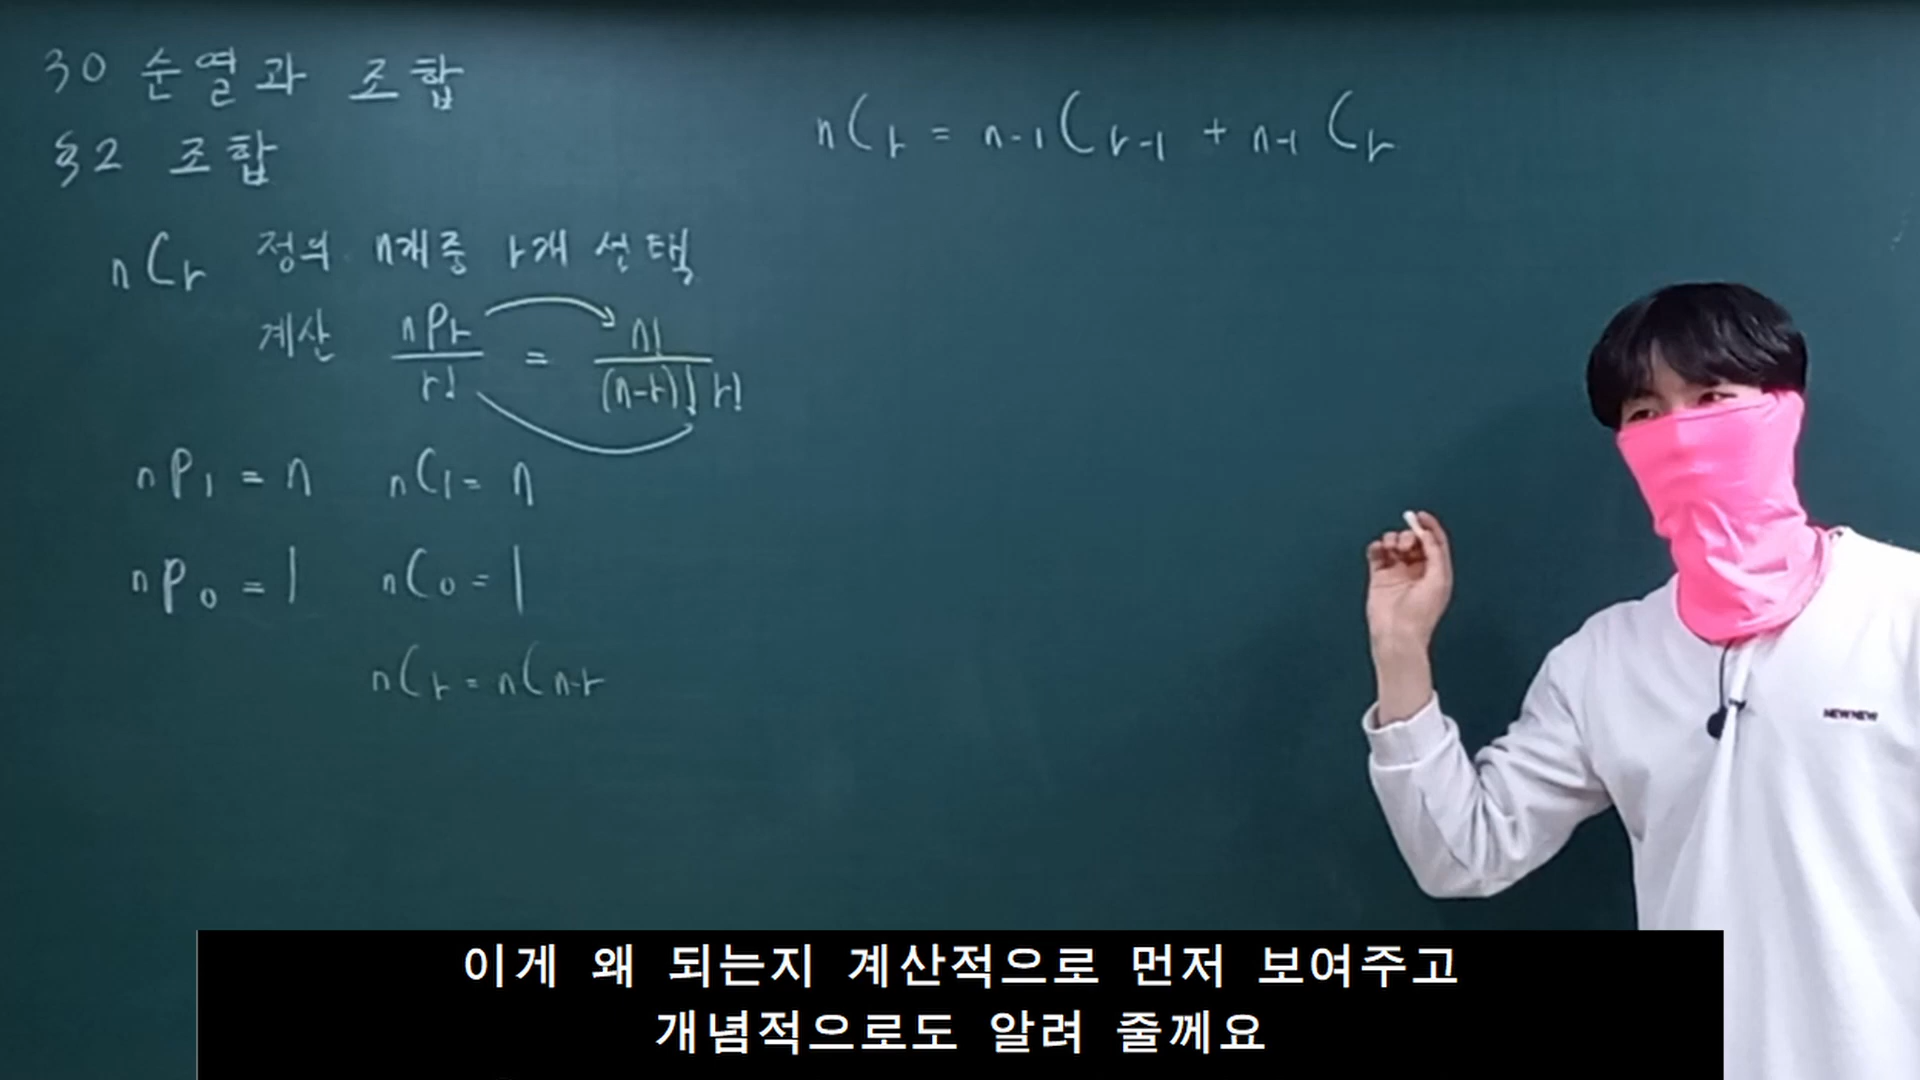 30 순열과 조합
§2 조합
nCr 정의 n개중 r개 선택
계산 nPr / r! = n! / (n-r)! r!
nP1 = n nC1 = n
nP0 = 1 nC0 = 1
nCr = nCn-r
nCr = n-1Cr-1 + n-1Cr
NEWNEW
이게 왜 되는지 계산적으로 먼저 보여주고
개념적으로도 알려 줄께요